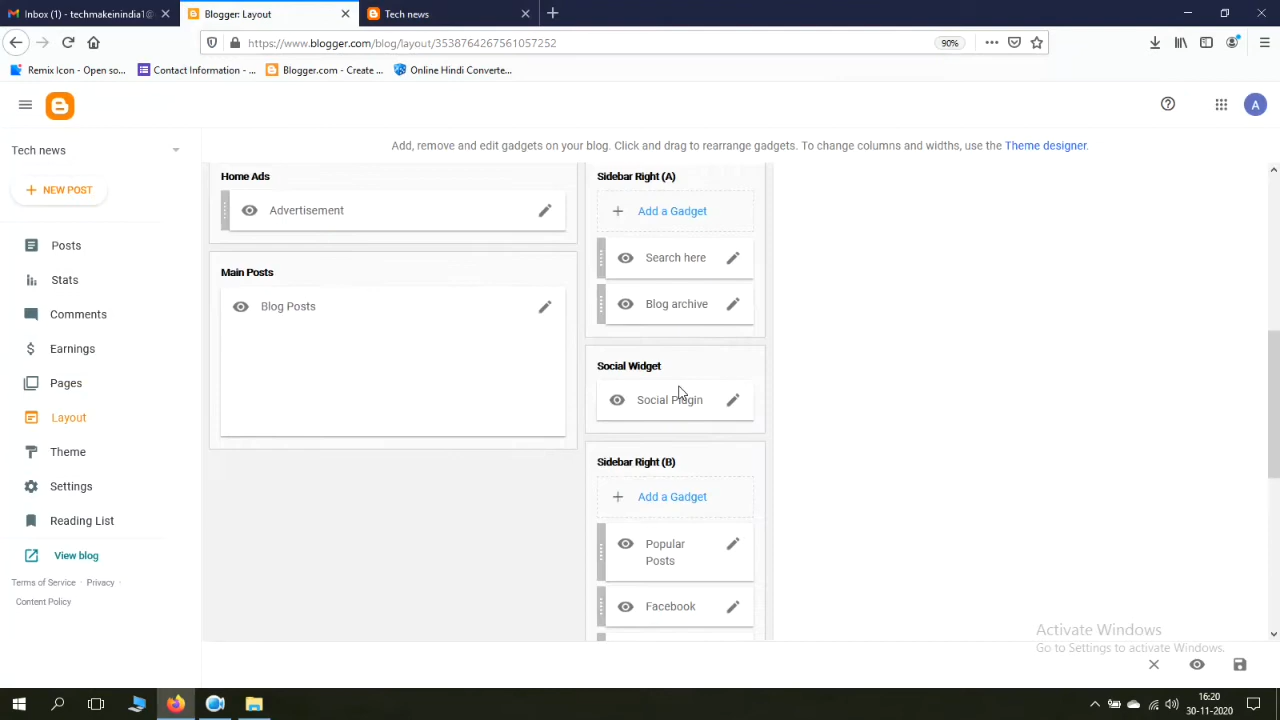 Inbox (1) - techmakeindia1@
Blogger: Layout
Tech news
https://www.blogger.com/blog/layout/3538764267561057252
90%
Remix Icon - Open so...
Contact Information - ...
Blogger.com - Create ...
Online Hindi Converte...
A
Tech news
Add, remove and edit gadgets on your blog. Click and drag to rearrange gadgets. To change columns and widths, use the Theme designer.
NEW POST
Posts
Stats
Comments
Earnings
Pages
Layout
Theme
Settings
Reading List
View blog
Terms of Service · Privacy ·
Content Policy
Home Ads
Advertisement
Main Posts
Blog Posts
Sidebar Right (A)
Add a Gadget
Search here
Blog archive
Social Widget
Social Plugin
Sidebar Right (B)
Add a Gadget
Popular
Posts
Facebook
Activate Windows
Go to Settings to activate Windows.
16:20
30-11-2020